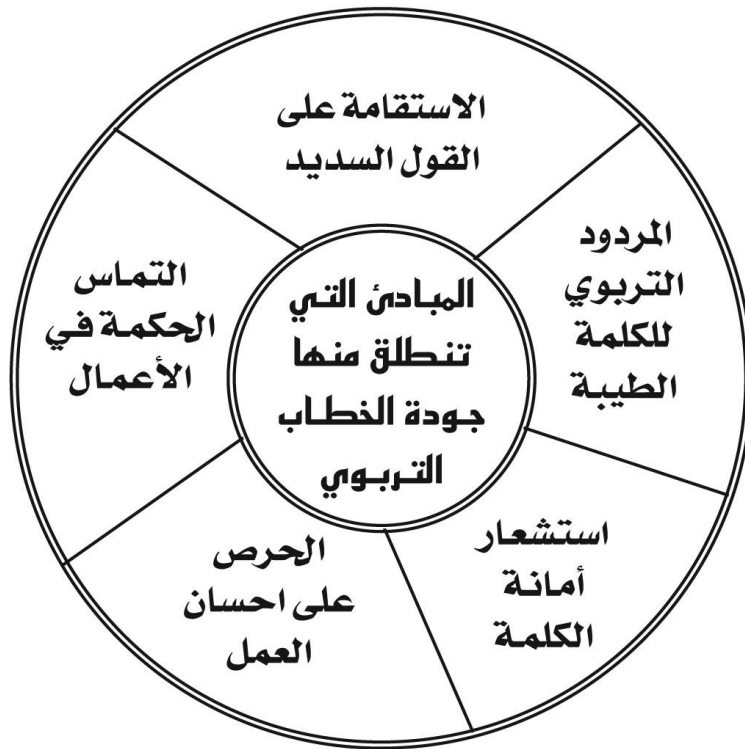 الاستقامة على
القول السديد
المردود
التربوي
للكلمة
الطيبة
استشعار
أمانة
الكلمة
الحرص
على احسان
العمل
التماس
الحكمة في
الأعمال
المبادئ التي
تنطلق منها
جودة الخطاب
التربوي